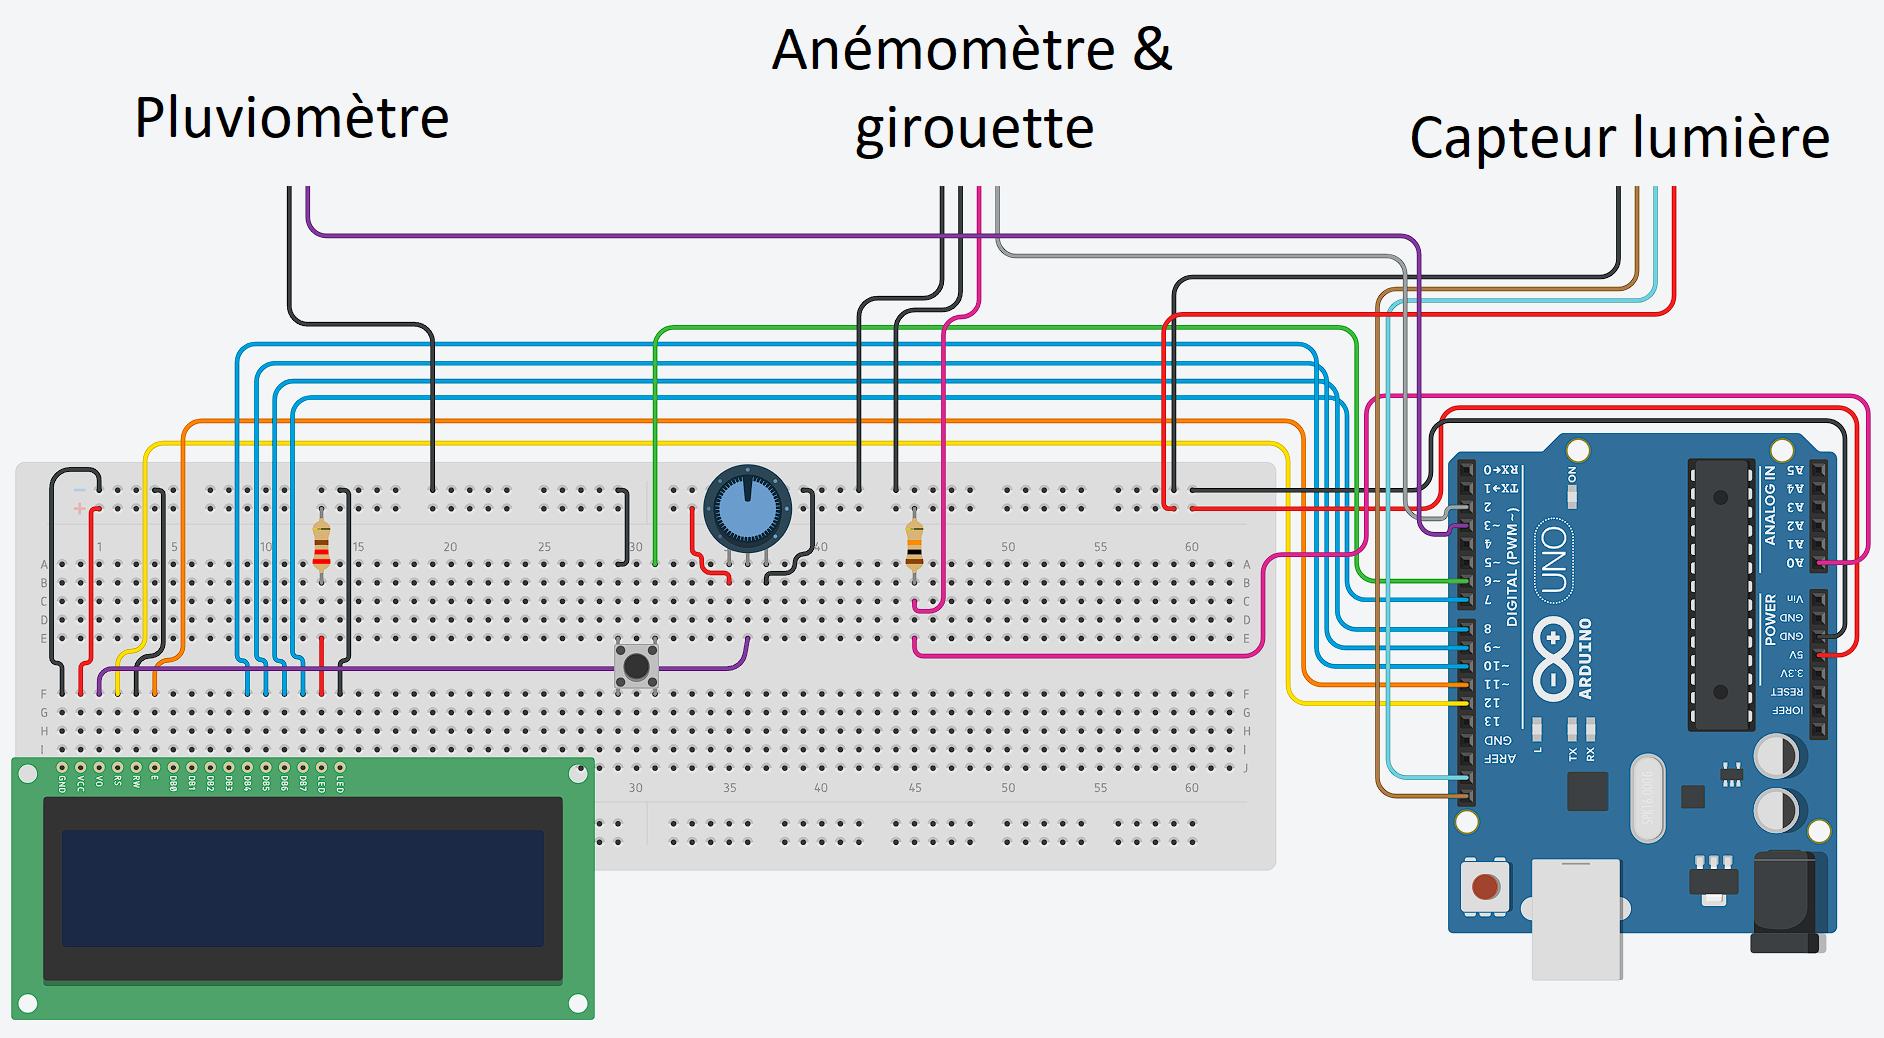 Anémomètre &
girouette
Pluviomètre
Capteur lumière
1 5 10 15 20 25 30 35 40 45 50 55 60
A A
B B
C C
D D
E E
F F
G G
H H
I I
J
30 35 40 45 50 55 60
GND VCC VO RS RW E DB0 DB1 DB2 DB3 DB4 DB5 DB6 DB7 LED LED
RX←0
TX→1
2
~3
4
~5
~6
7
8
~9
~10
~11
12
13
GND
AREF
DIGITAL (PWM~)
ON
UNO
ARDUINO
L
TX
RX
ANALOG IN
A5
A4
A3
A2
A1
A0
POWER
Vin
GND
GND
5V
3.3V
RESET
IOREF